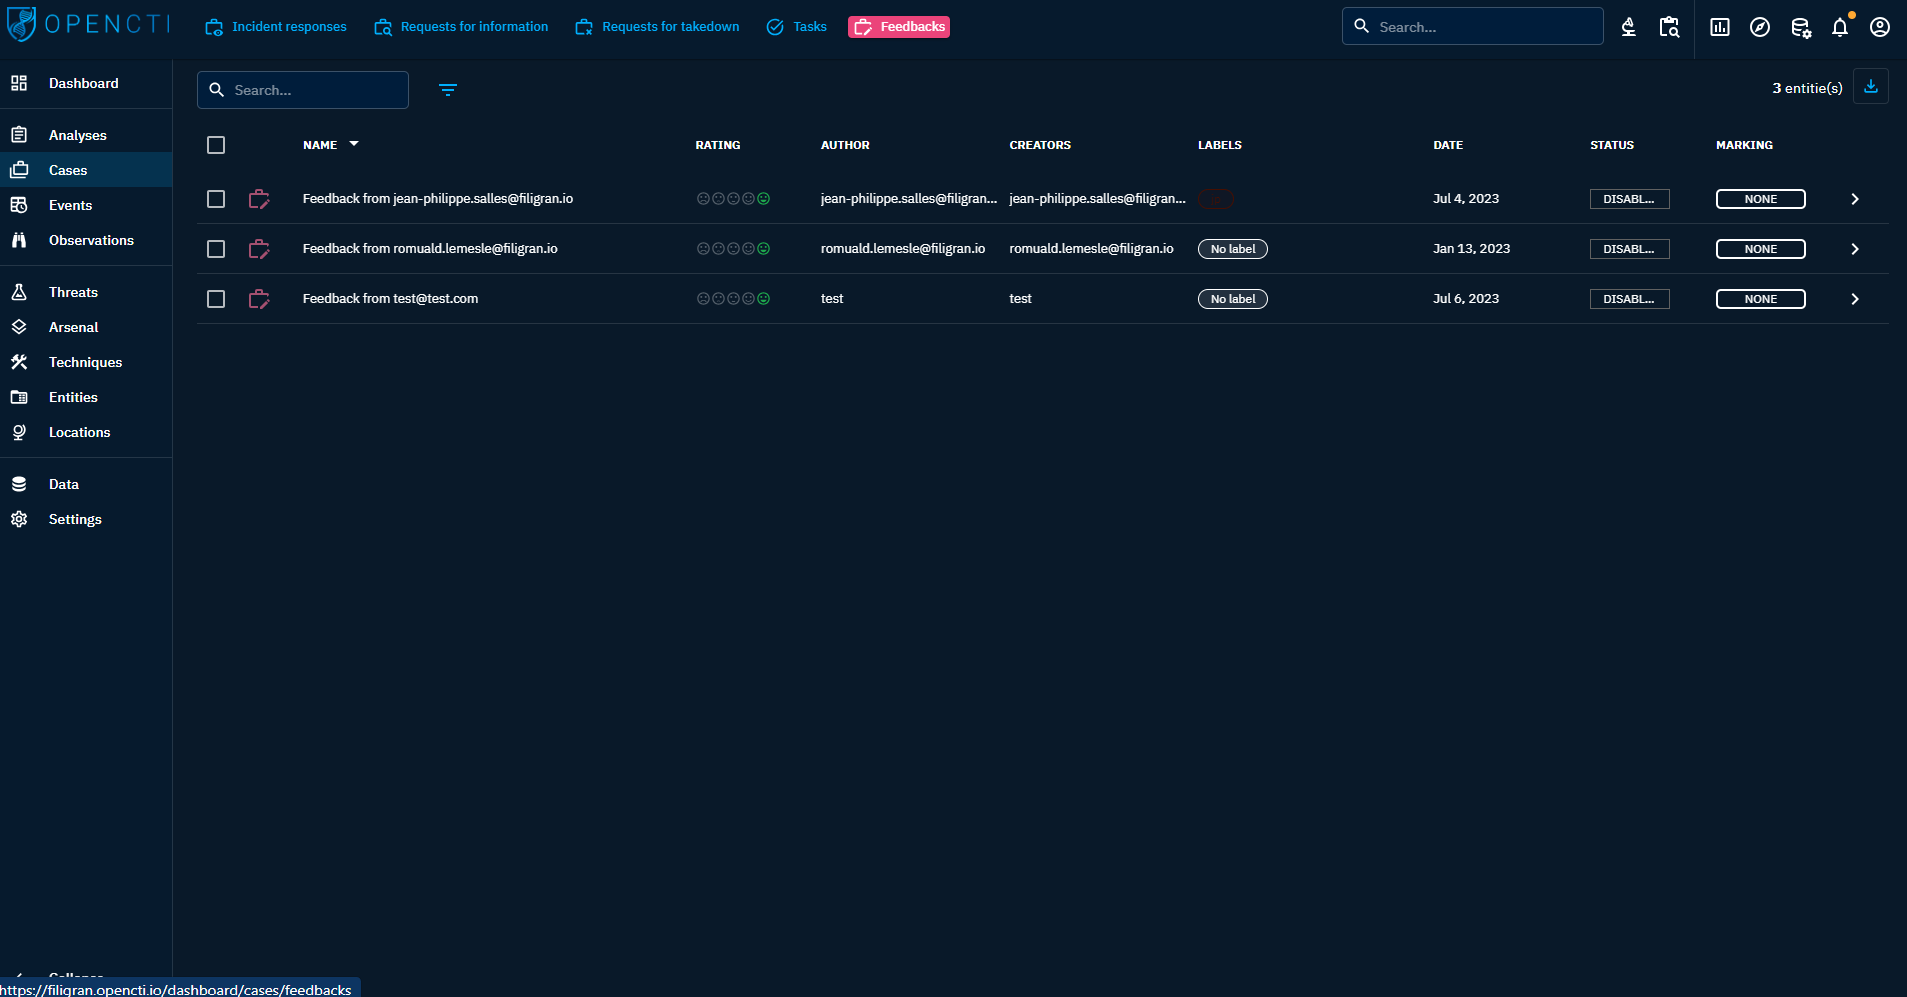 OPENCTI
Incident responses
Requests for information
Requests for takedown
Tasks
Feedbacks
Search...
Dashboard
Analyses
Cases
Events
Observations
Threats
Arsenal
Techniques
Entities
Locations
Data
Settings
Search...
3 entitie(s)
NAME RATING AUTHOR CREATORS LABELS DATE STATUS MARKING
Feedback from jean-philippe.salles@filigran.io jean-philippe.salles@filigran... jean-philippe.salles@filigran... Jul 4, 2023 DISABL... NONE
Feedback from romuald.lemesle@filigran.io romuald.lemesle@filigran.io romuald.lemesle@filigran.io No label Jan 13, 2023 DISABL... NONE
Feedback from test@test.com test test No label Jul 6, 2023 DISABL... NONE
https://filigran.opencti.io/dashboard/cases/feedbacks